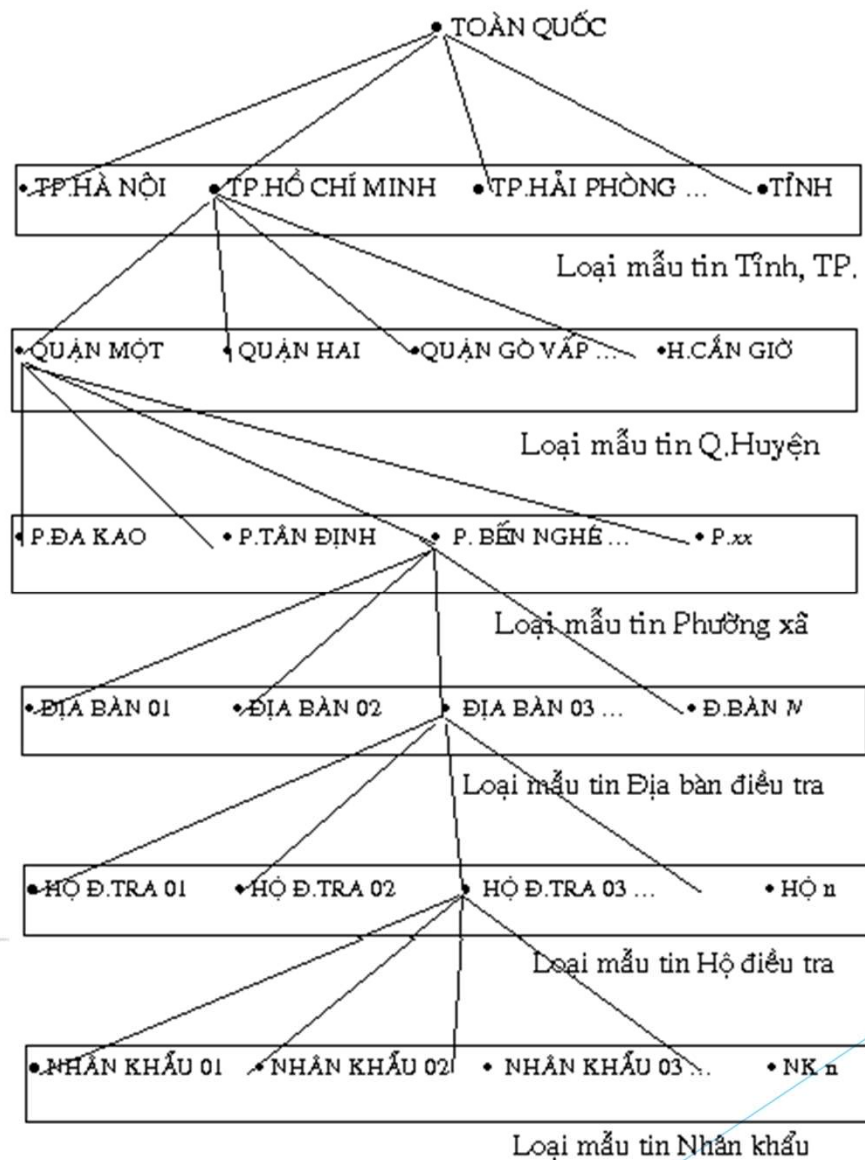 • TOÀN QUỐC
• TP.HÀ NỘI • TP.HỒ CHÍ MINH • TP.HẢI PHÒNG ... • TỈNH
Loại mẫu tin Tỉnh, TP.
• QUẬN MỘT • QUẬN HAI • QUẬN GÒ VẤP ... • H.CẦN GIỜ
Loại mẫu tin Q.Huyện
• P.ĐA KAO • P.TÂN ĐỊNH • P. BẾN NGHÉ ... • P.xx
Loại mẫu tin Phường xã
• ĐỊA BÀN 01 • ĐỊA BÀN 02 • ĐỊA BÀN 03 ... • Đ.BÀN N
Loại mẫu tin Địa bàn điều tra
• HỘ Đ.TRA 01 • HỘ Đ.TRA 02 • HỘ Đ.TRA 03 ... • HỘ n
Loại mẫu tin Hộ điều tra
• NHÂN KHẨU 01 • NHÂN KHẨU 02 • NHÂN KHẨU 03 ... • NK n
Loại mẫu tin Nhân khẩu